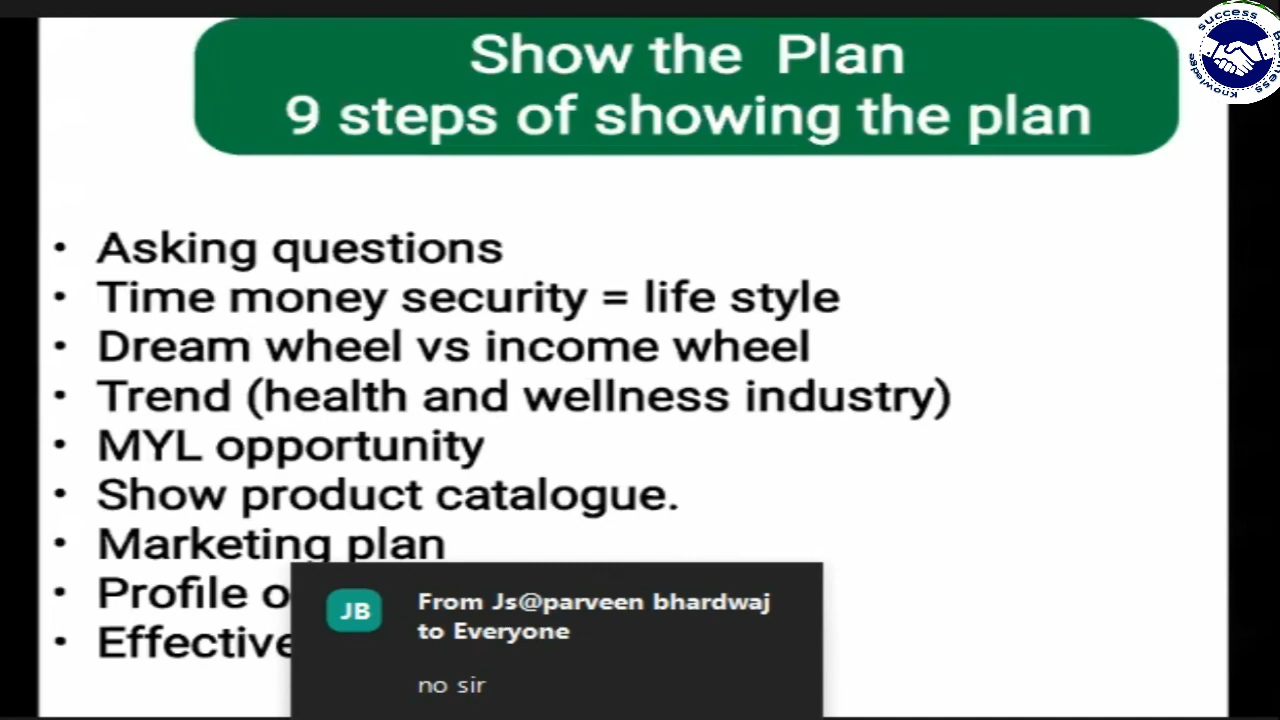 Show the Plan
9 steps of showing the plan
success
Knowledge
• Asking questions
• Time money security = life style
• Dream wheel vs income wheel
• Trend (health and wellness industry)
• MYL opportunity
• Show product catalogue.
• Marketing plan
• Profile
• Effective
JB
From Js@parveen bhardwaj
to Everyone
no sir